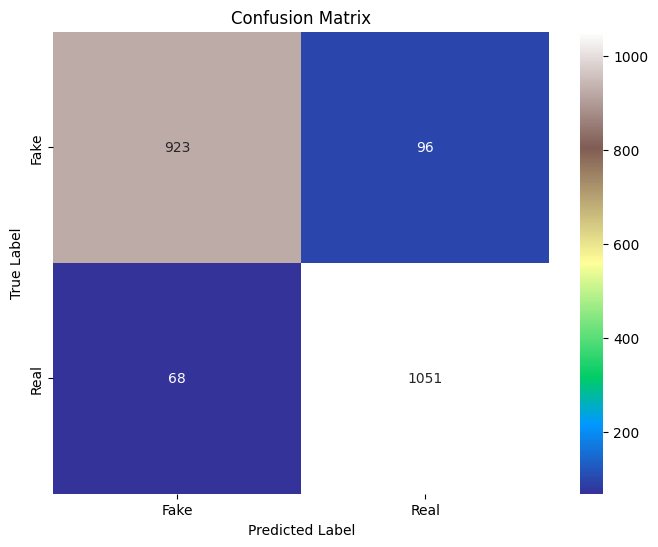 Confusion Matrix
1000
Fake
923
96
800
True Label
600
400
Real
68
1051
200
Fake
Real
Predicted Label